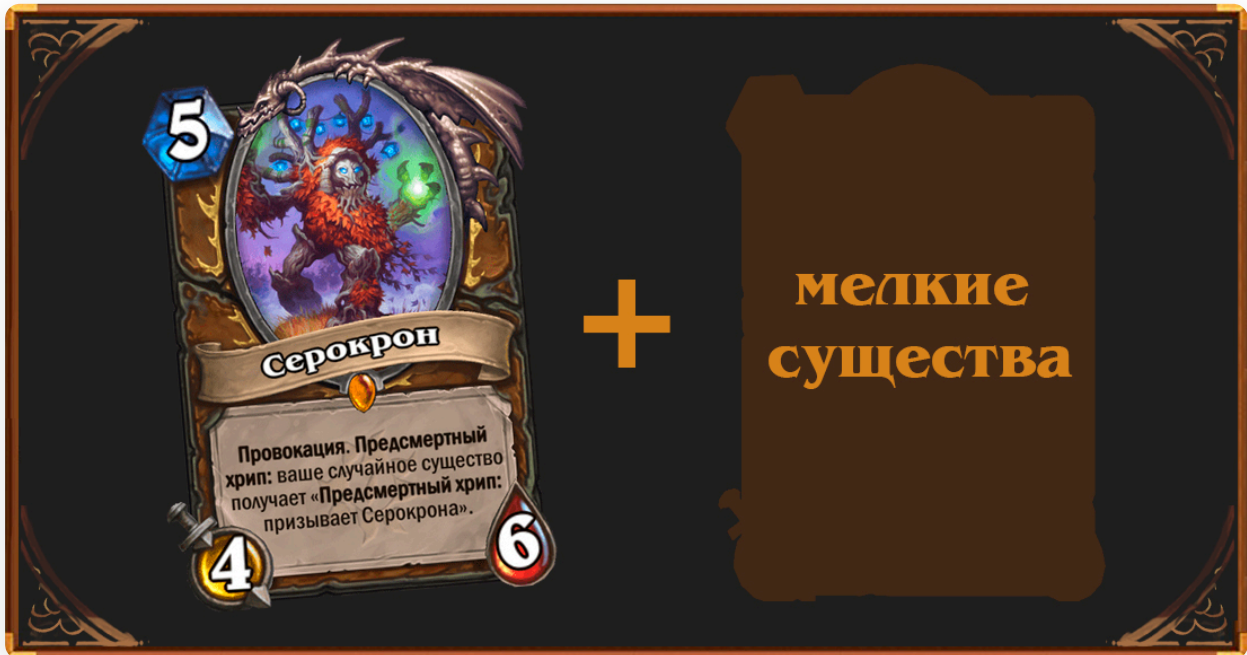 5
Серокрон
Провокация. Предсмертный
хрип: ваше случайное существо
получает «Предсмертный хрип:
призывает Серокрона».
4
6
+
мелкие
существа